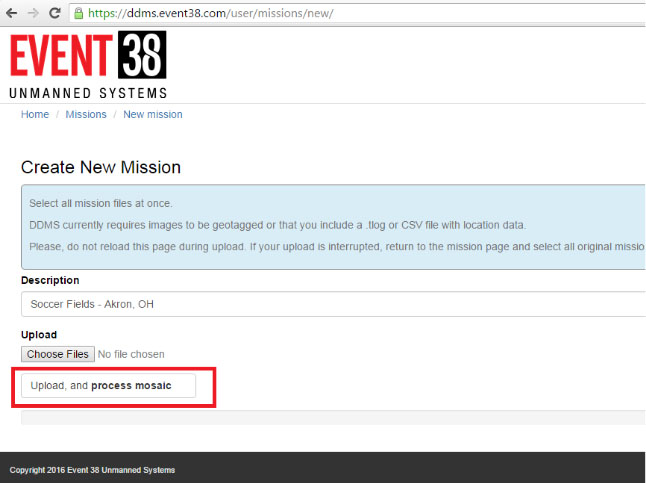 https://ddms.event38.com/user/missions/new/
EVENT 38
UNMANNED SYSTEMS
Home / Missions / New mission
Create New Mission
Select all mission files at once.
DDMS currently requires images to be geotagged or that you include a .tlog or CSV file with location data.
Please, do not reload this page during upload. If your upload is interrupted, return to the mission page and select all original missio
Description
Soccer Fields - Akron, OH
Upload
Choose Files No file chosen
Upload, and process mosaic
Copyright 2016 Event 38 Unmanned Systems